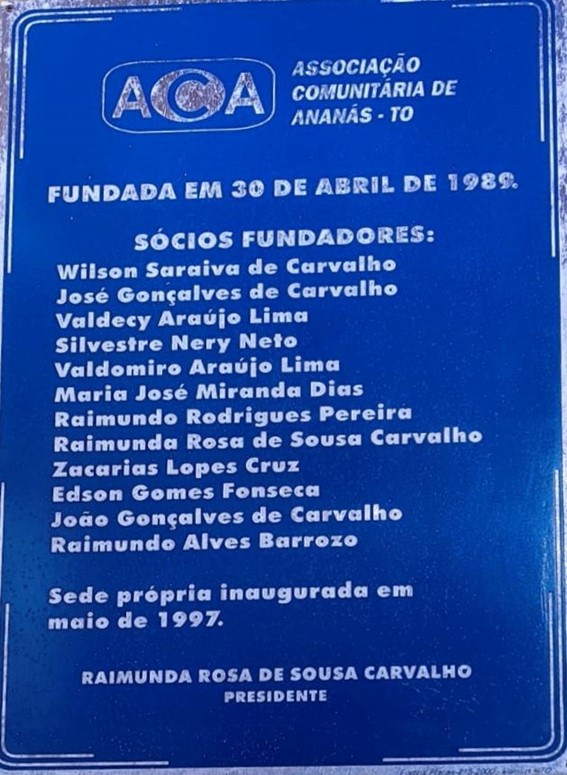 ACA
ASSOCIAÇÃO
COMUNITÁRIA DE
ANANÁS - TO
FUNDADA EM 30 DE ABRIL DE 1989.
SÓCIOS FUNDADORES:
Wilson Saraiva de Carvalho
José Gonçalves de Carvalho
Valdecy Araújo Lima
Silvestre Nery Neto
Valdomiro Araújo Lima
Maria José Miranda Dias
Raimundo Rodrigues Pereira
Raimunda Rosa de Sousa Carvalho
Zacarias Lopes Cruz
Edson Gomes Fonseca
João Gonçalves de Carvalho
Raimundo Alves Barrozo
Sede própria inaugurada em
maio de 1997.
RAIMUNDA ROSA DE SOUSA CARVALHO
PRESIDENTE